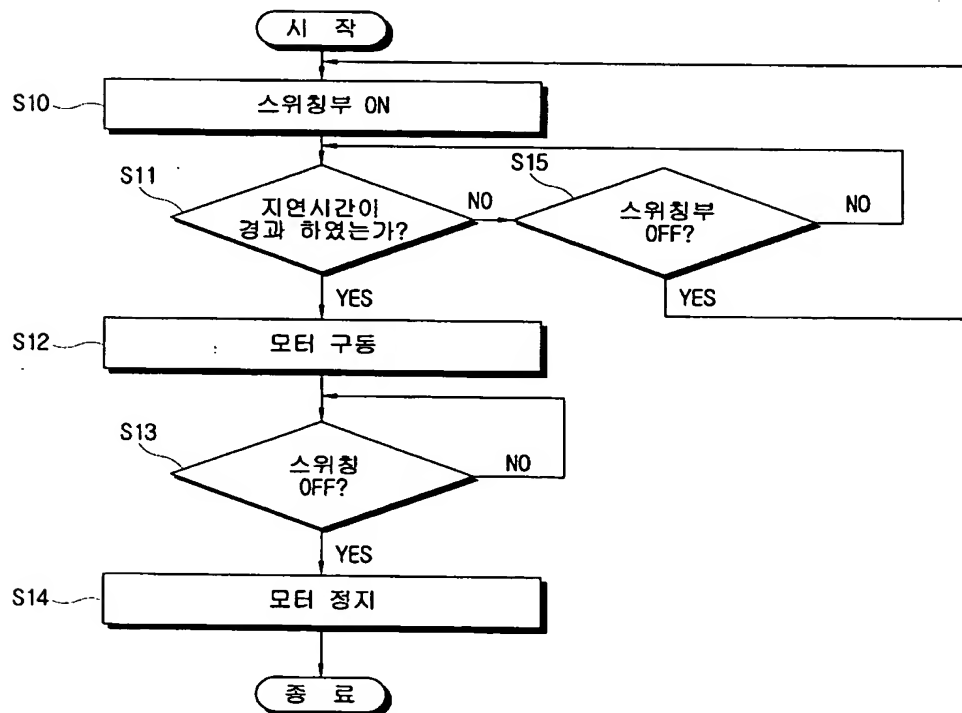 시 작
S10
스위칭부 ON
S11
지연시간이
경과 하였는가?
NO
S15
스위칭부
OFF?
NO
YES
YES
S12
모터 구동
S13
스위칭
OFF?
NO
YES
S14
모터 정지
종 료